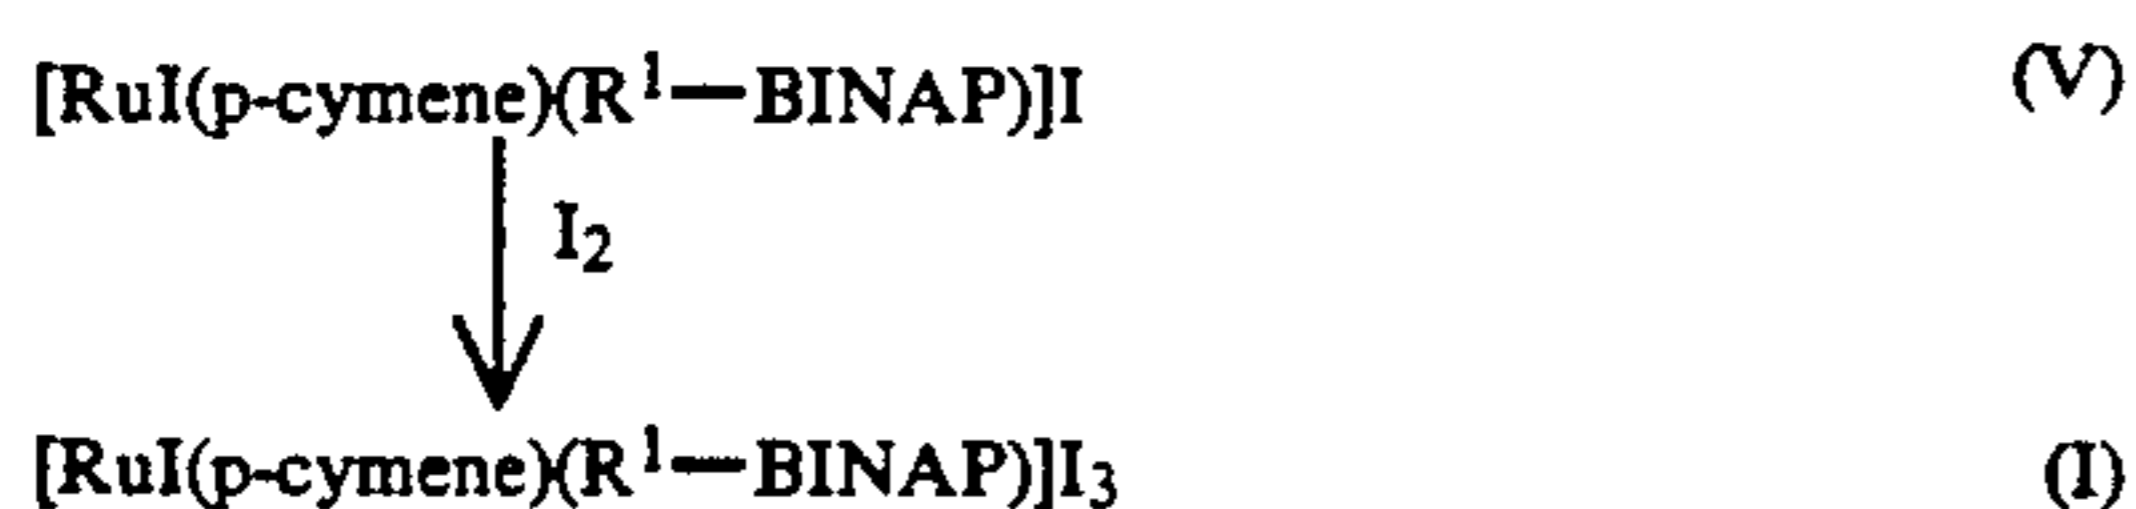 [RuI(p-cymene)(R¹—BINAP)]I (V)
I₂
[RuI(p-cymene)(R¹—BINAP)]I₃ (I)